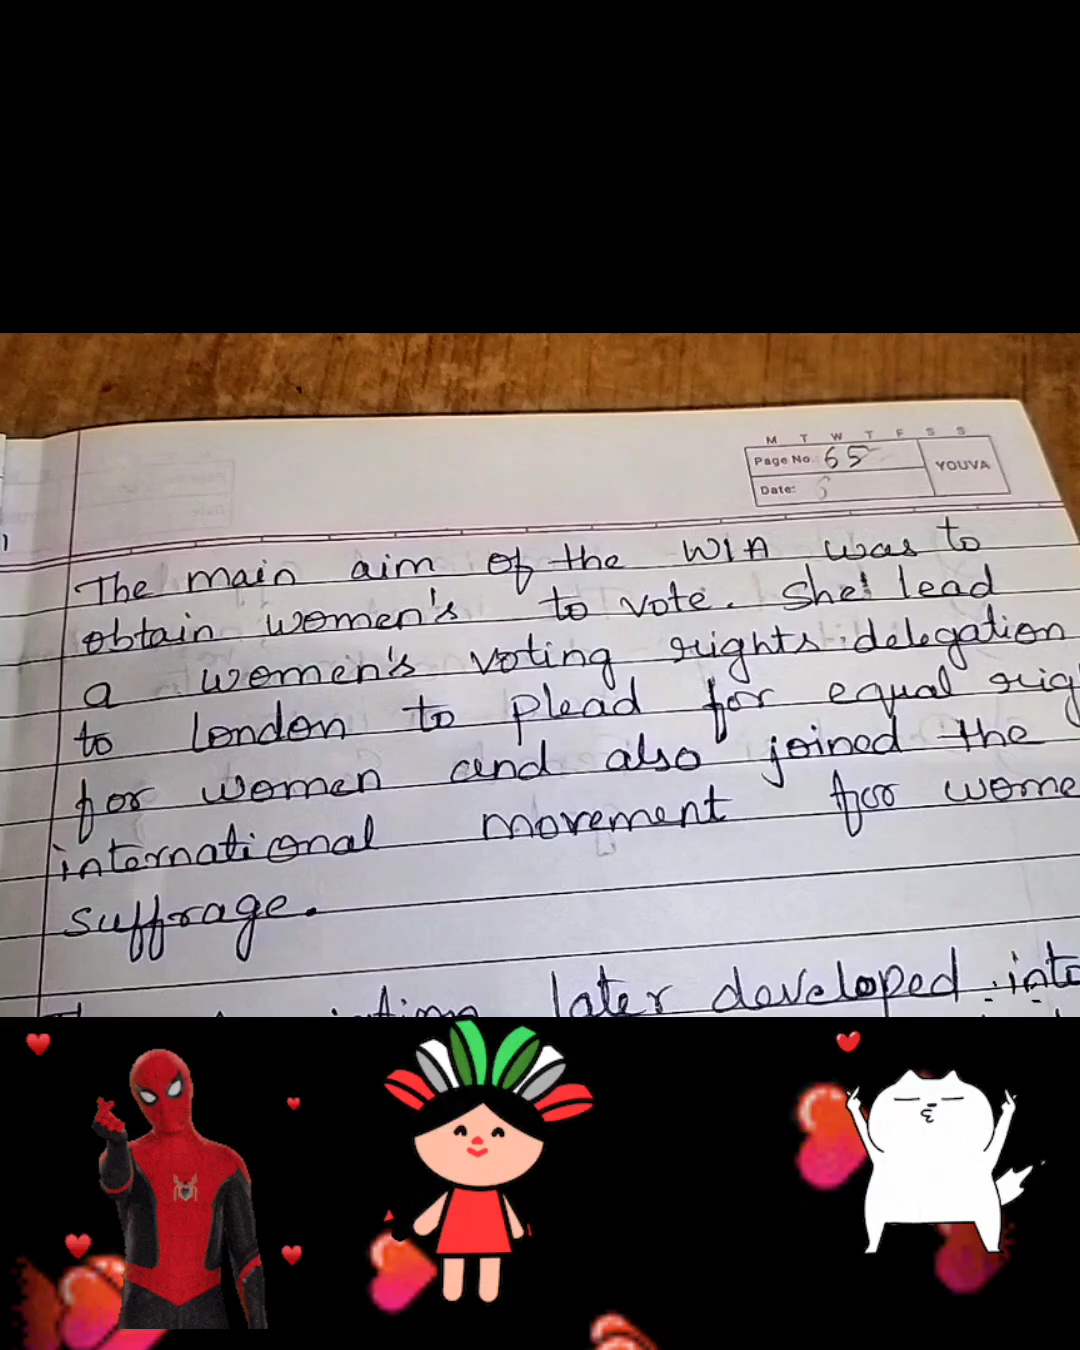 M T W T F S S
Page No. 65
YOUVA
Date:
The main aim of the WIA was to
obtain women's to vote. She lead
a women's voting rights delegation
to London to plead for equal rig
for women and also joined the
international movement for wome
suffrage.
later developed into